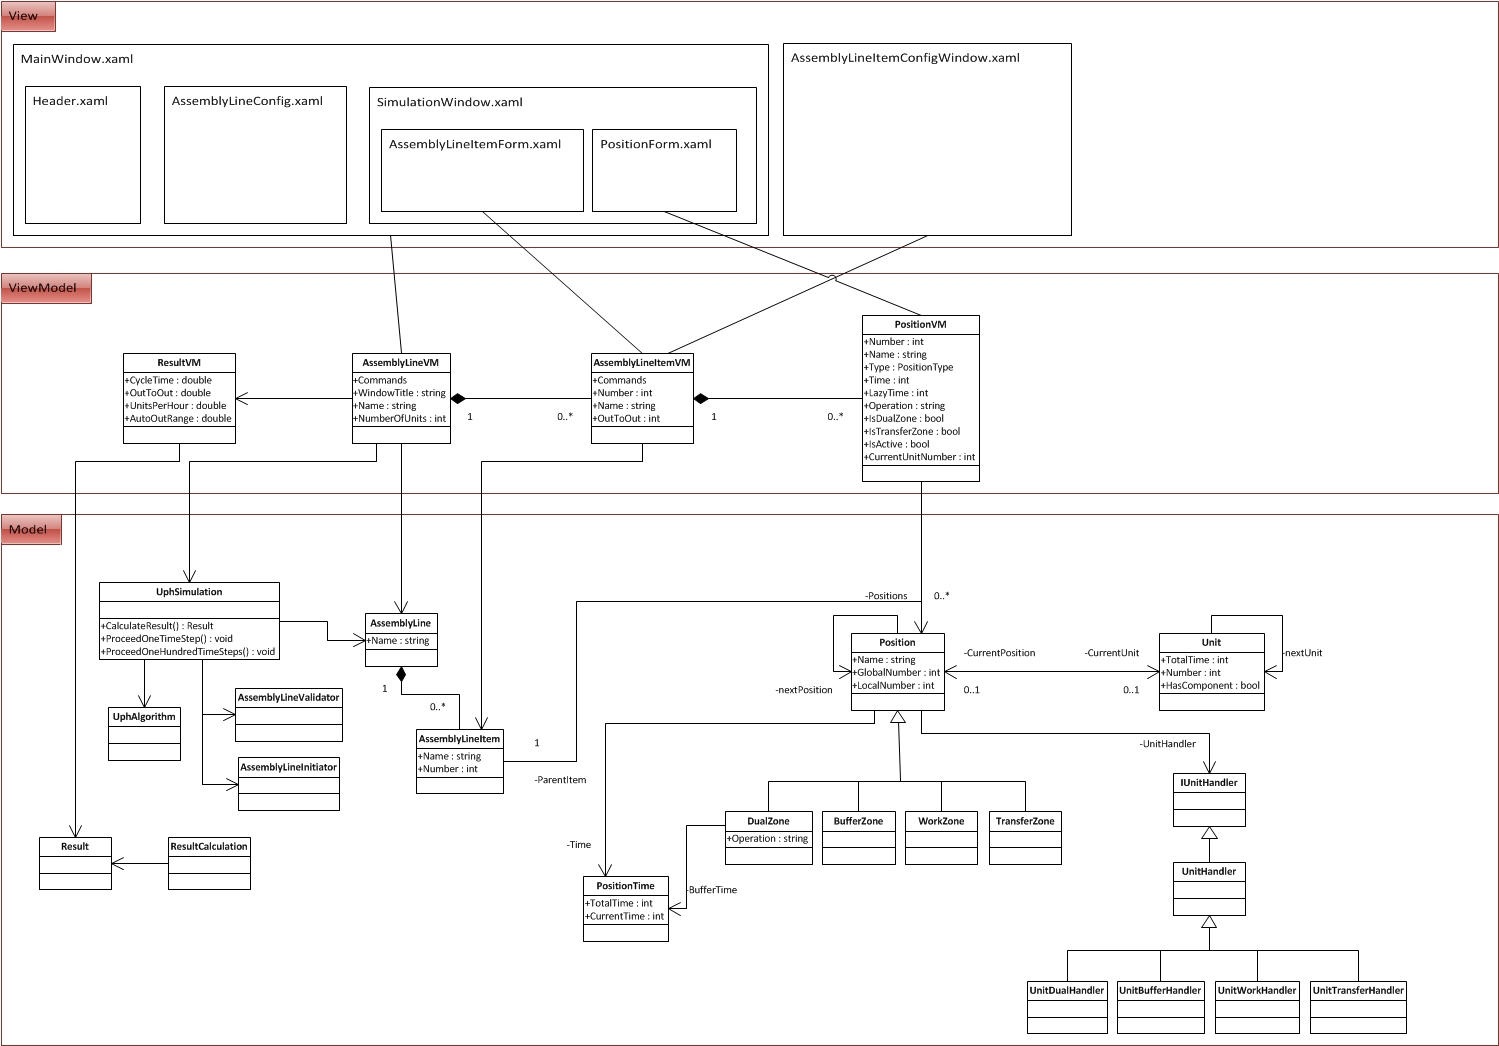 View
MainWindow.xaml
AssemblyLineItemConfigWindow.xaml
Header.xaml
AssemblyLineConfig.xaml
SimulationWindow.xaml
AssemblyLineItemForm.xaml
PositionForm.xaml
ViewModel
ResultVM
+CycleTime : double
+OutToOut : double
+UnitsPerHour : double
+AutoOutRange : double
AssemblyLineVM
+Commands
+WindowTitle : string
+Name : string
+NumberOfUnits : int
1
0..*
AssemblyLineItemVM
+Commands
+Number : int
+Name : string
+OutToOut : int
1
0..*
PositionVM
+Number : int
+Name : string
+Type : PositionType
+Time : int
+LazyTime : int
+Operation : string
+IsDualZone : bool
+IsTransferZone : bool
+IsActive : bool
+CurrentUnitNumber : int
Model
UphSimulation
+CalculateResult() : Result
+ProceedOneTimeStep() : void
+ProceedOneHundredTimeSteps() : void
AssemblyLine
+Name : string
1
0..*
UphAlgorithm
AssemblyLineValidator
AssemblyLineInitiator
AssemblyLineItem
+Name : string
+Number : int
1
-ParentItem
-Positions
0..*
Position
+Name : string
+GlobalNumber : int
+LocalNumber : int
-nextPosition
-CurrentPosition
0..1
-CurrentUnit
0..1
Unit
+TotalTime : int
+Number : int
+HasComponent : bool
-nextUnit
-UnitHandler
IUnitHandler
DualZone
+Operation : string
BufferZone
WorkZone
TransferZone
Result
ResultCalculation
-Time
-BufferTime
PositionTime
+TotalTime : int
+CurrentTime : int
UnitHandler
UnitDualHandler
UnitBufferHandler
UnitWorkHandler
UnitTransferHandler